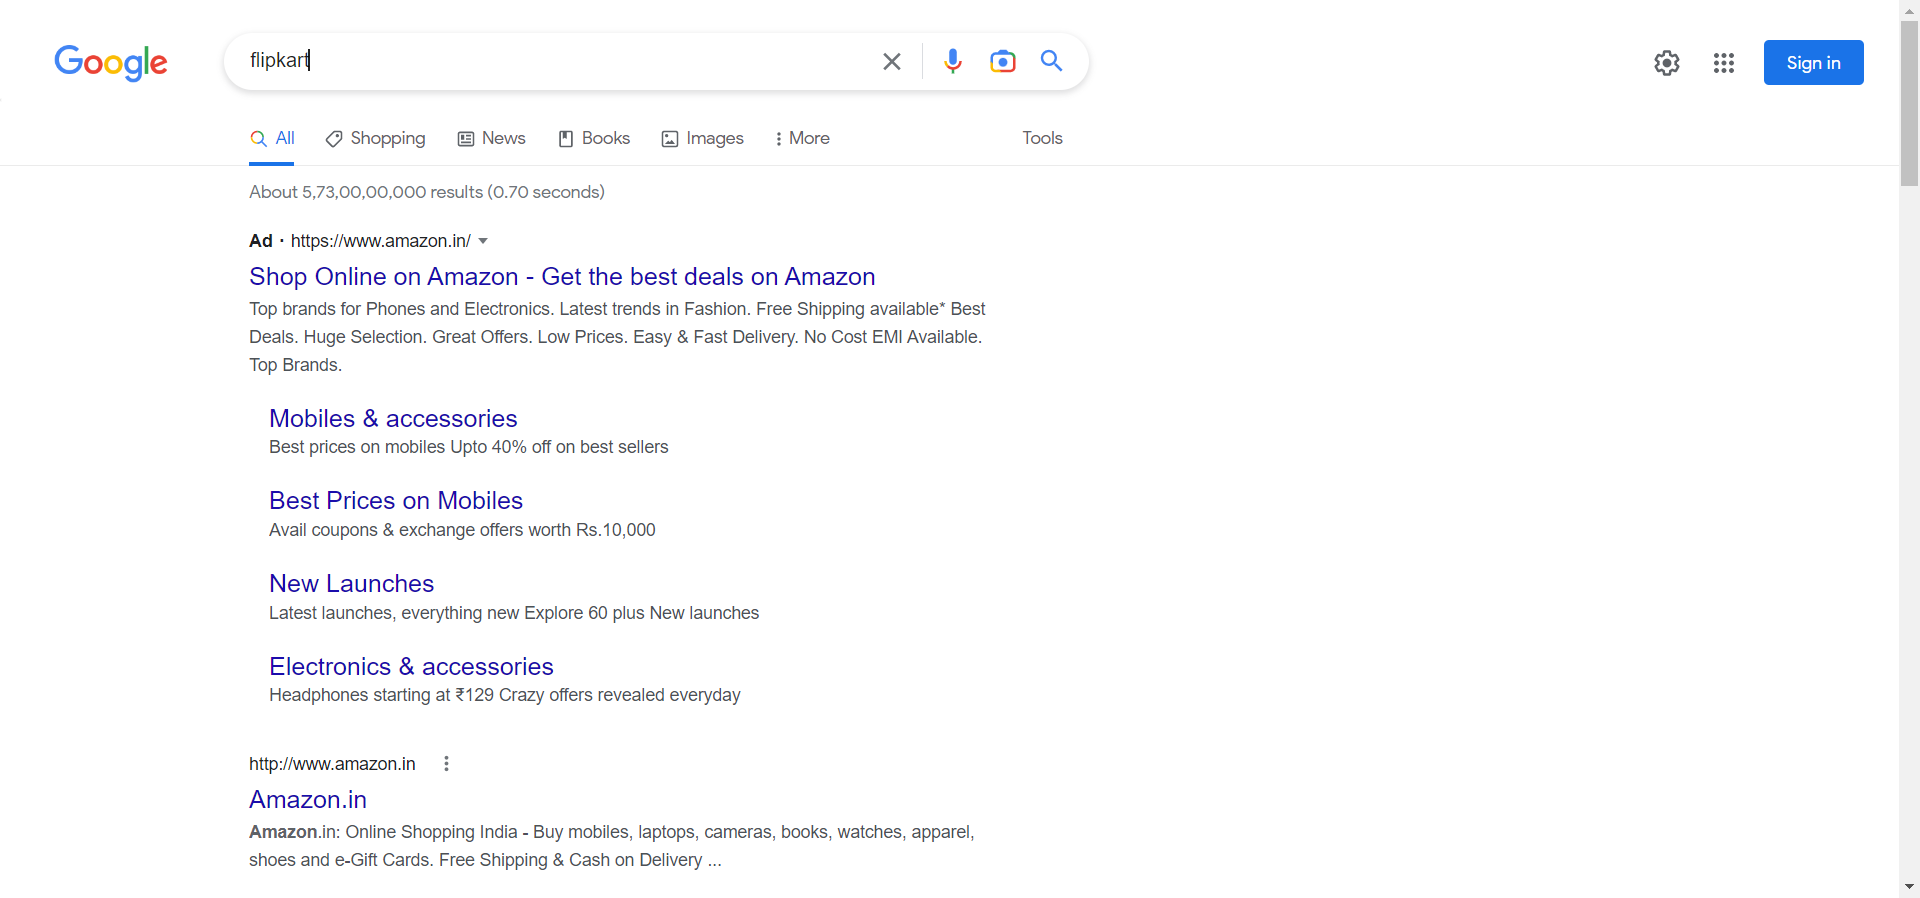 Google
flipkart
Sign in
All Shopping News Books Images More Tools
About 5,73,00,00,000 results (0.70 seconds)
Ad · https://www.amazon.in/
Shop Online on Amazon - Get the best deals on Amazon
Top brands for Phones and Electronics. Latest trends in Fashion. Free Shipping available* Best
Deals. Huge Selection. Great Offers. Low Prices. Easy & Fast Delivery. No Cost EMI Available.
Top Brands.
Mobiles & accessories
Best prices on mobiles Upto 40% off on best sellers
Best Prices on Mobiles
Avail coupons & exchange offers worth Rs.10,000
New Launches
Latest launches, everything new Explore 60 plus New launches
Electronics & accessories
Headphones starting at ₹129 Crazy offers revealed everyday
http://www.amazon.in
Amazon.in
Amazon.in: Online Shopping India - Buy mobiles, laptops, cameras, books, watches, apparel,
shoes and e-Gift Cards. Free Shipping & Cash on Delivery ...